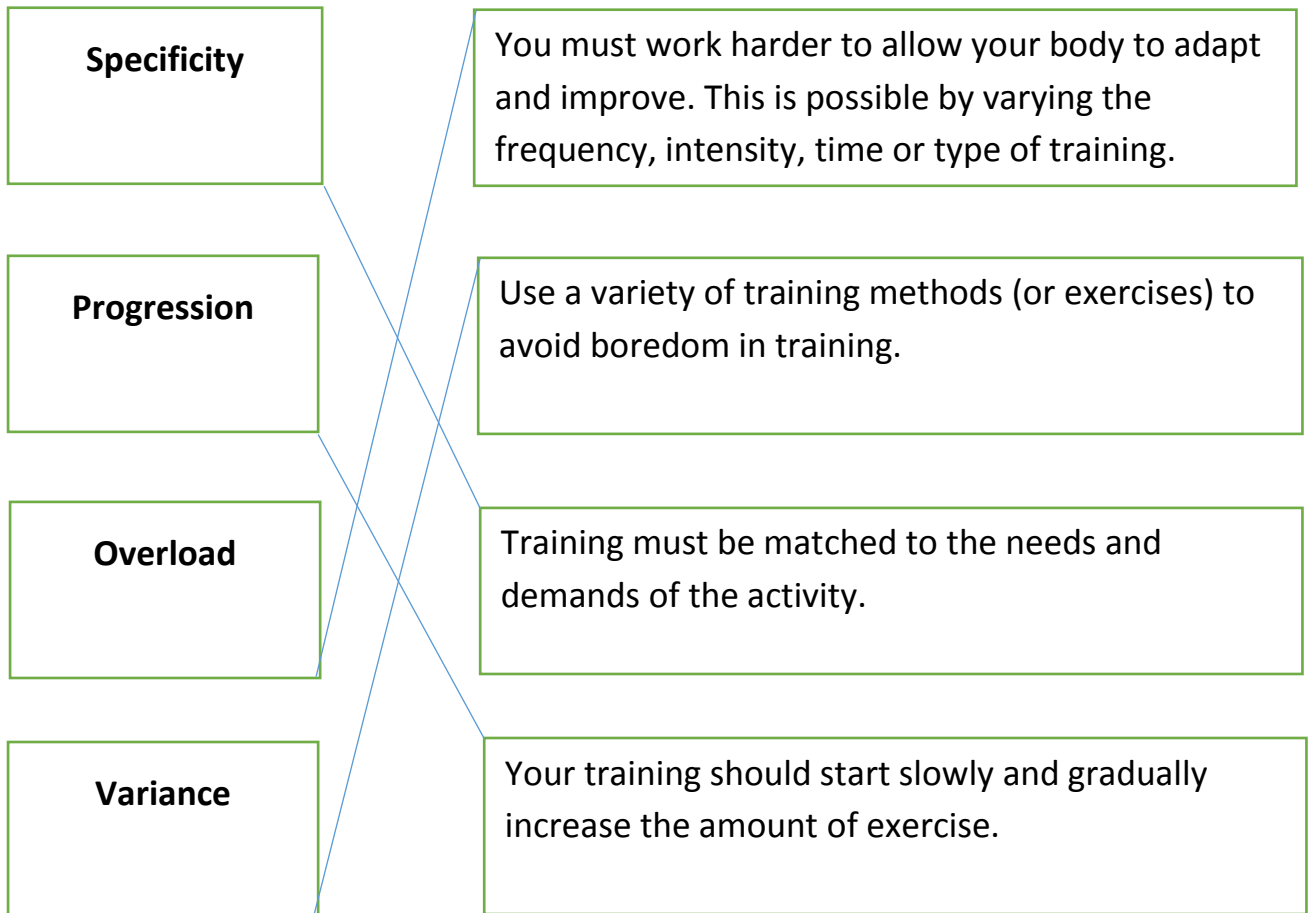 Specificity
You must work harder to allow your body to adapt
and improve. This is possible by varying the
frequency, intensity, time or type of training.
Progression
Use a variety of training methods (or exercises) to
avoid boredom in training.
Overload
Training must be matched to the needs and
demands of the activity.
Variance
Your training should start slowly and gradually
increase the amount of exercise.